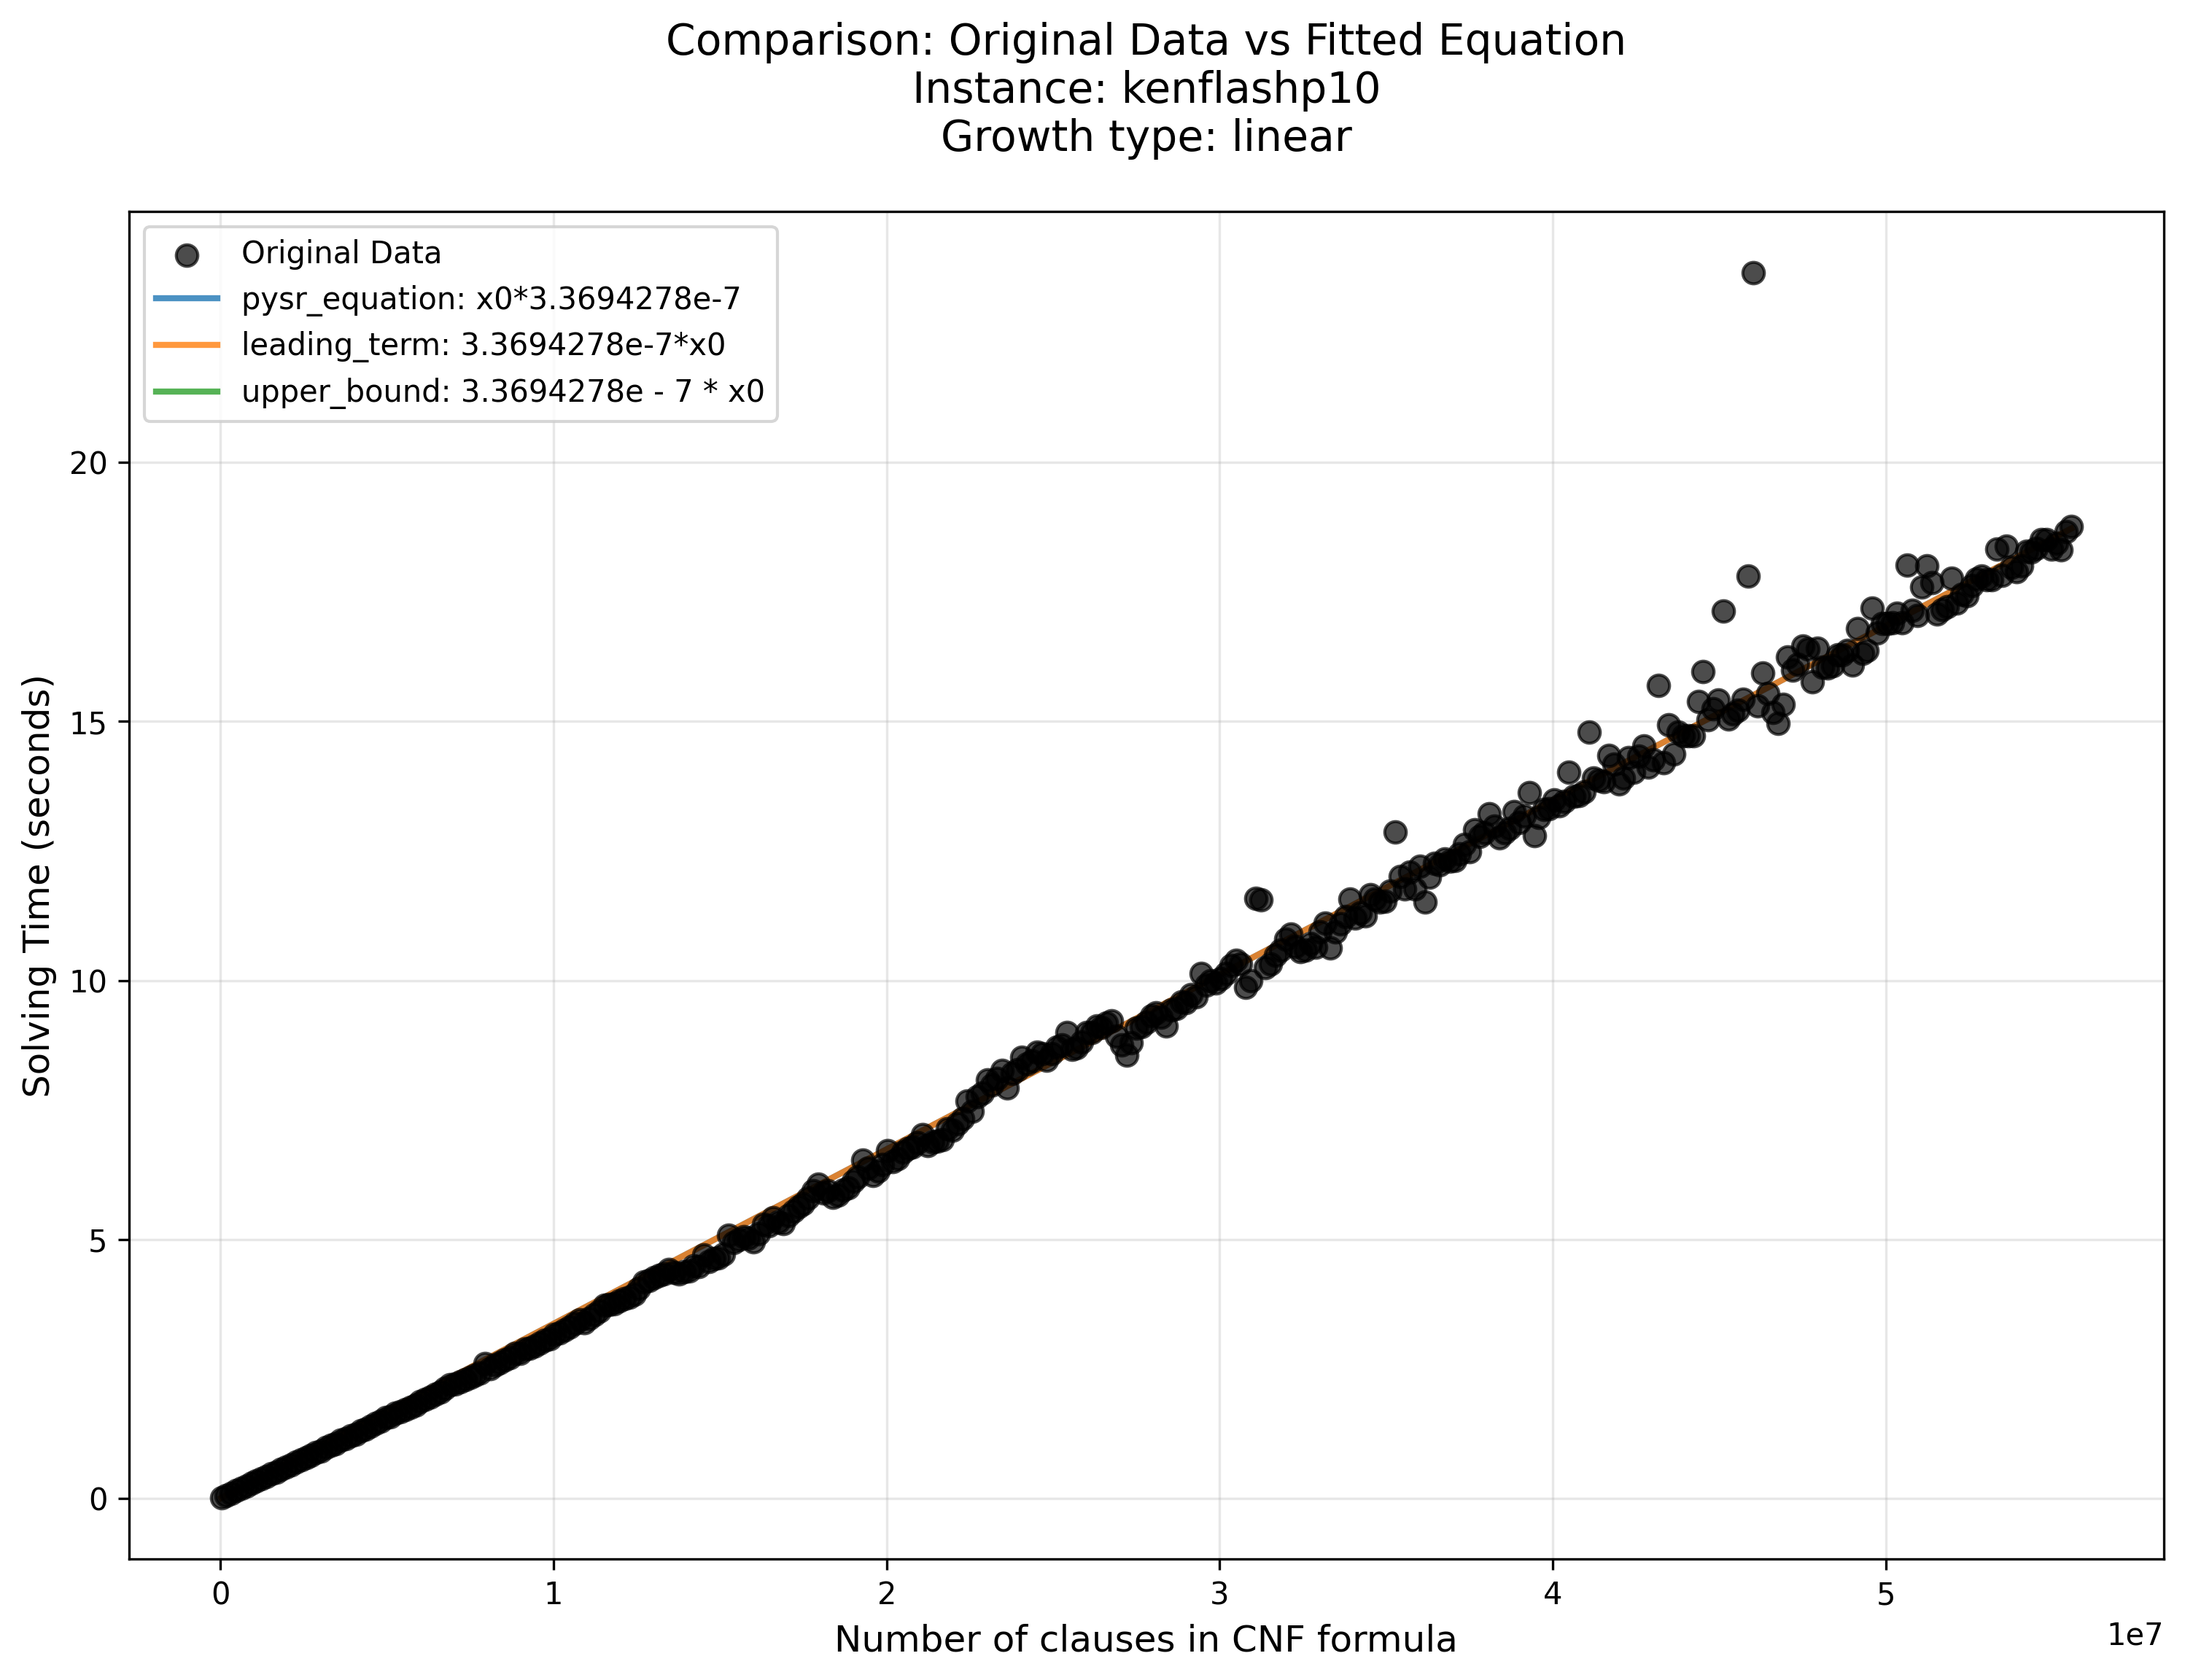 Comparison: Original Data vs Fitted Equation
Instance: kenflashp10
Growth type: linear
Original Data
pysr_equation: x0*3.3694278e-7
leading_term: 3.3694278e-7*x0
upper_bound: 3.3694278e - 7 * x0
20
15
10
5
0
Solving Time (seconds)
0 1 2 3 4 5
1e7
Number of clauses in CNF formula